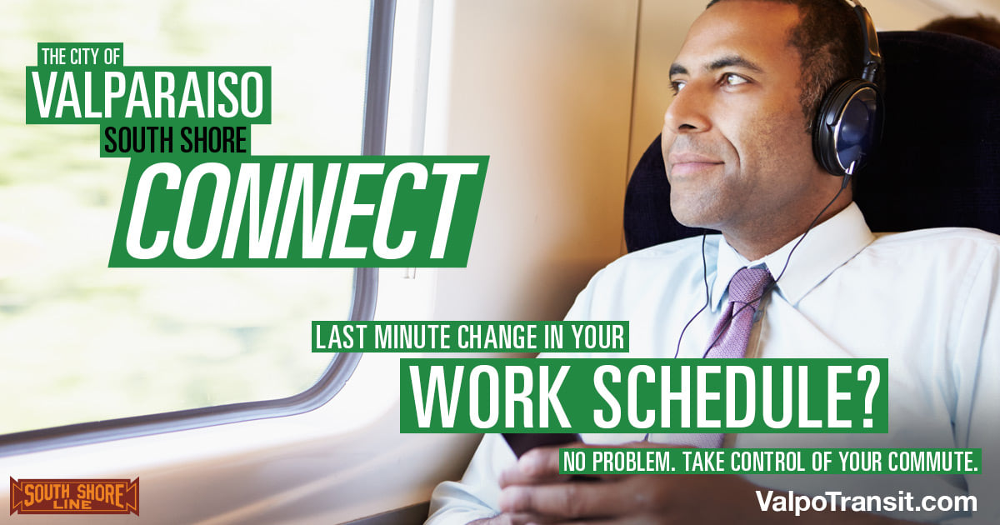 THE CITY OF
VALPARAISO
SOUTH SHORE
CONNECT
LAST MINUTE CHANGE IN YOUR
WORK SCHEDULE?
NO PROBLEM. TAKE CONTROL OF YOUR COMMUTE.
SOUTH SHORE
LINE
ValpoTransit.com